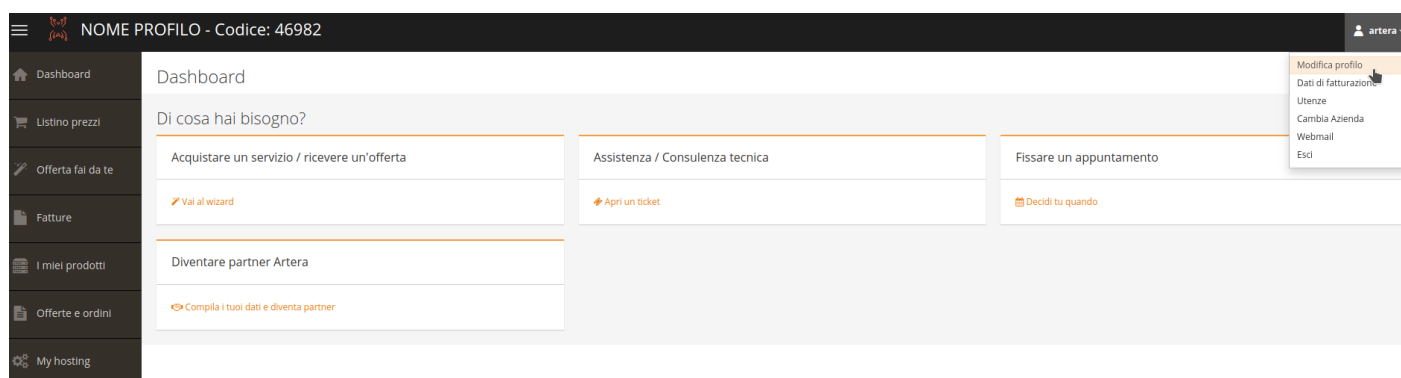 NOME PROFILO - Codice: 46982
artera
Dashboard
Listino prezzi
Offerta fai da te
Fatture
I miei prodotti
Offerte e ordini
My hosting
Dashboard
Modifica profilo
Dati di fatturazione
Utenze
Cambia Azienda
Webmail
Esci
Di cosa hai bisogno?
Acquistare un servizio / ricevere un'offerta
Vai al wizard
Assistenza / Consulenza tecnica
Apri un ticket
Fissare un appuntamento
Decidi tu quando
Diventare partner Artera
Compila i tuoi dati e diventa partner